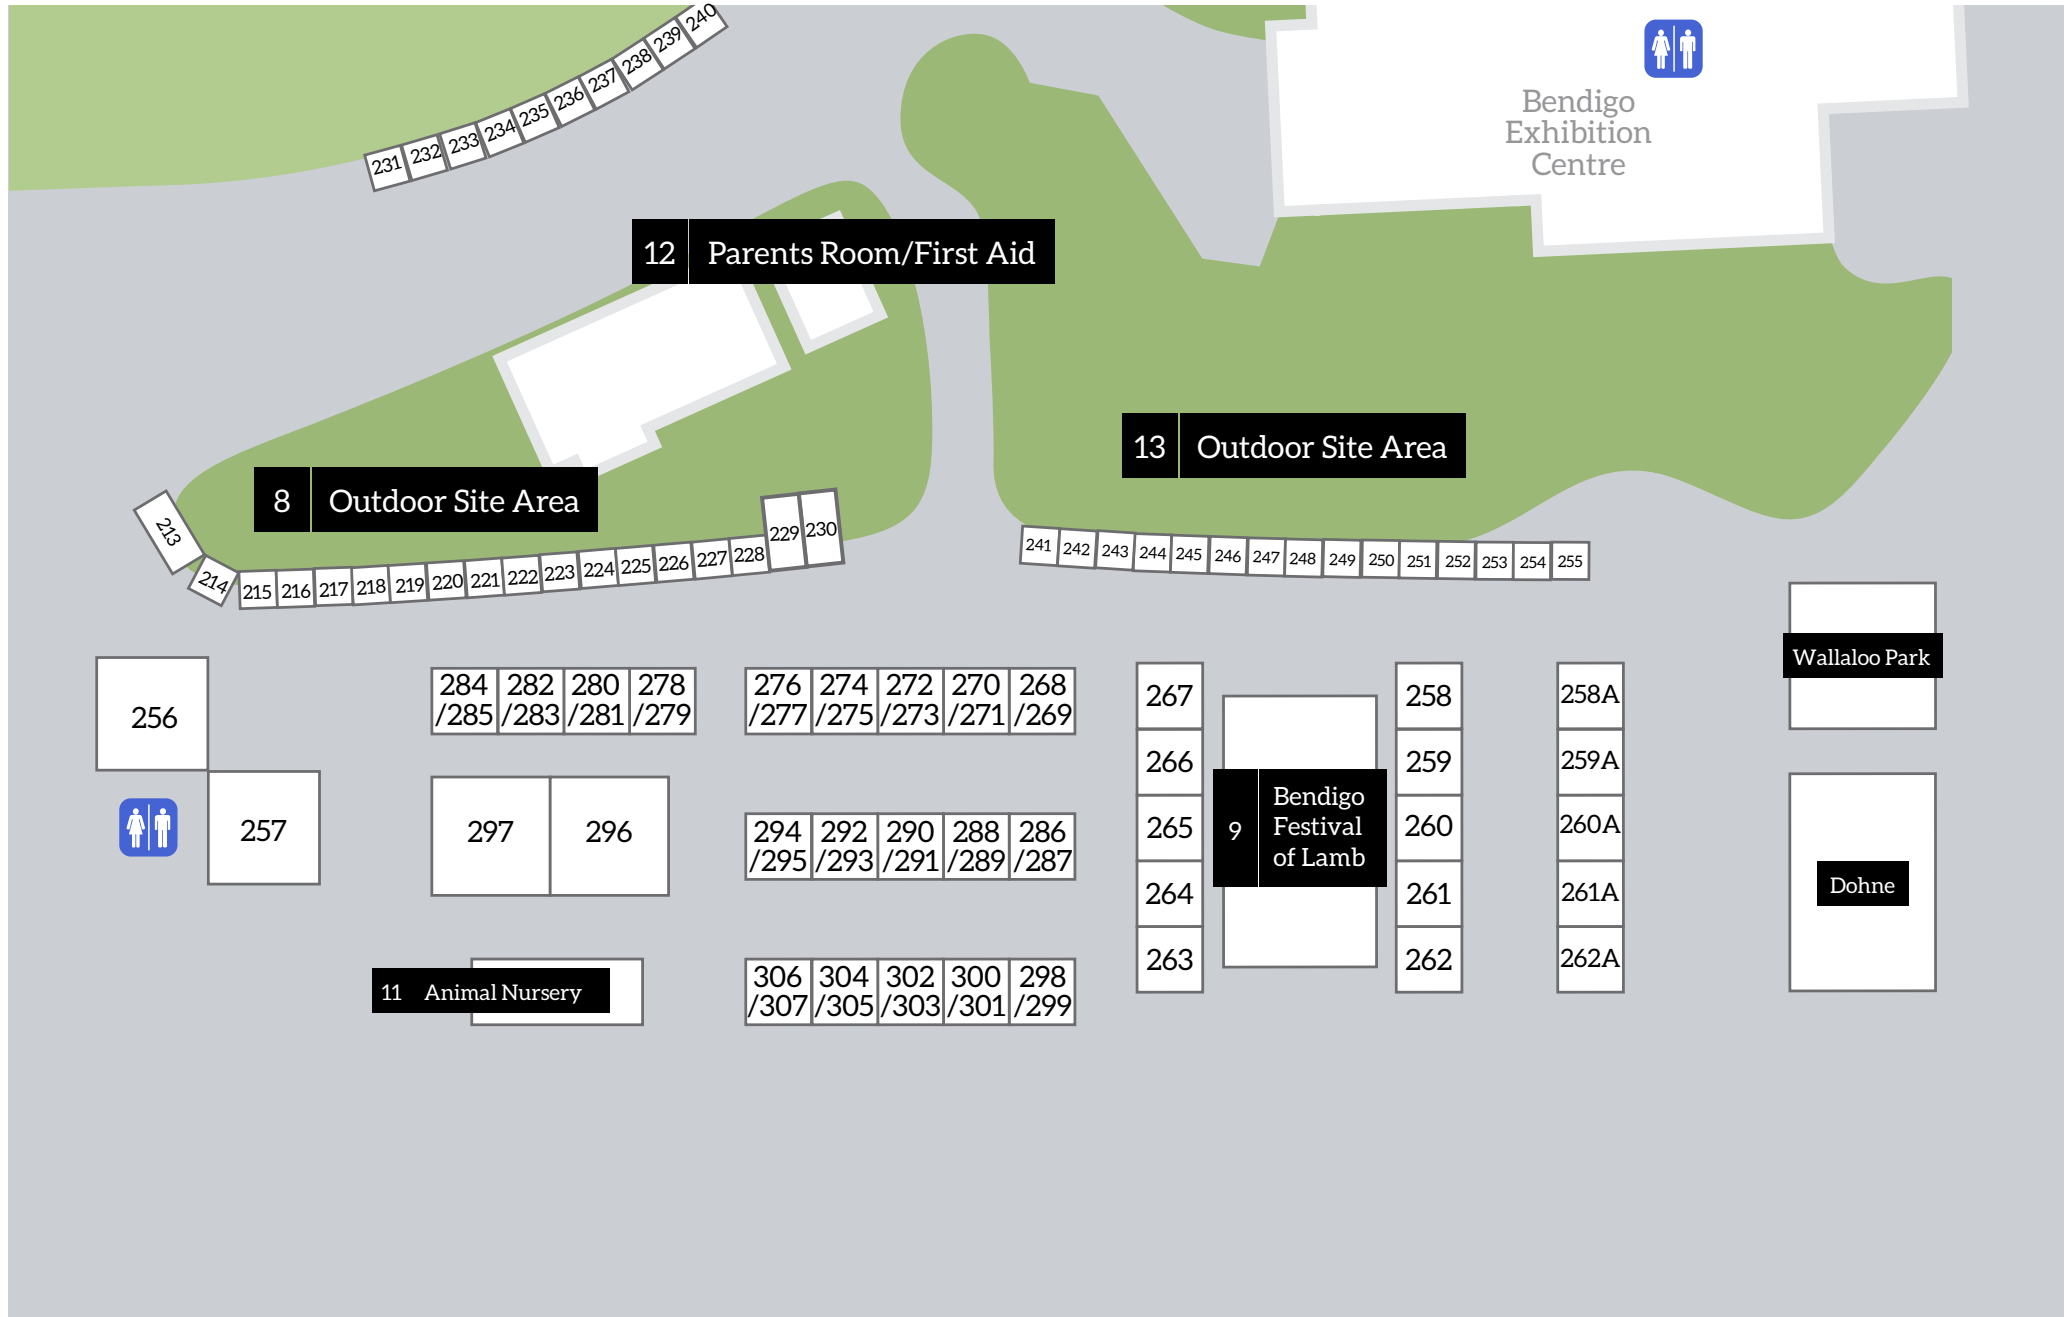 240
239
238
237
236
235
234
233
232
231
Bendigo
Exhibition
Centre
12 Parents Room/First Aid
13 Outdoor Site Area
8 Outdoor Site Area
213
214
215 216 217 218 219 220 221 222 223 224 225 226 227 228 229 230
241 242 243 244 245 246 247 248 249 250 251 252 253 254 255
Wallaloo Park
256
257
284 282 280 278
/285 /283 /281 /279
276 274 272 270 268
/277 /275 /273 /271 /269
297 296
294 292 290 288 286
/295 /293 /291 /289 /287
11 Animal Nursery
306 304 302 300 298
/307 /305 /303 /301 /299
267
266
265
264
263
9
Bendigo
Festival
of Lamb
258
259
260
261
262
258A
259A
260A
261A
262A
Dohne